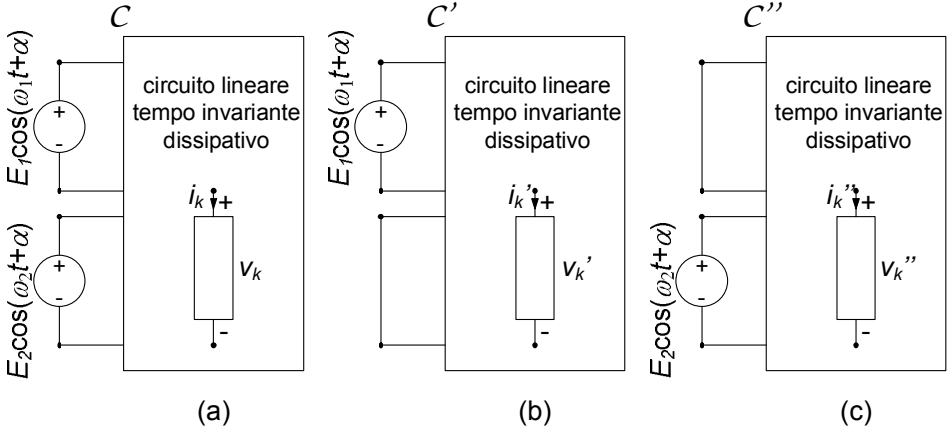 C
E₁cos(ω₁t+α)
+
-
E₂cos(ω₂t+α)
+
-
circuito lineare
tempo invariante
dissipativo
iₖ
+
vₖ
-
(a)
C'
E₁cos(ω₁t+α)
+
-
circuito lineare
tempo invariante
dissipativo
iₖ'
+
vₖ'
-
(b)
C''
E₂cos(ω₂t+α)
+
-
circuito lineare
tempo invariante
dissipativo
iₖ''
+
vₖ''
-
(c)